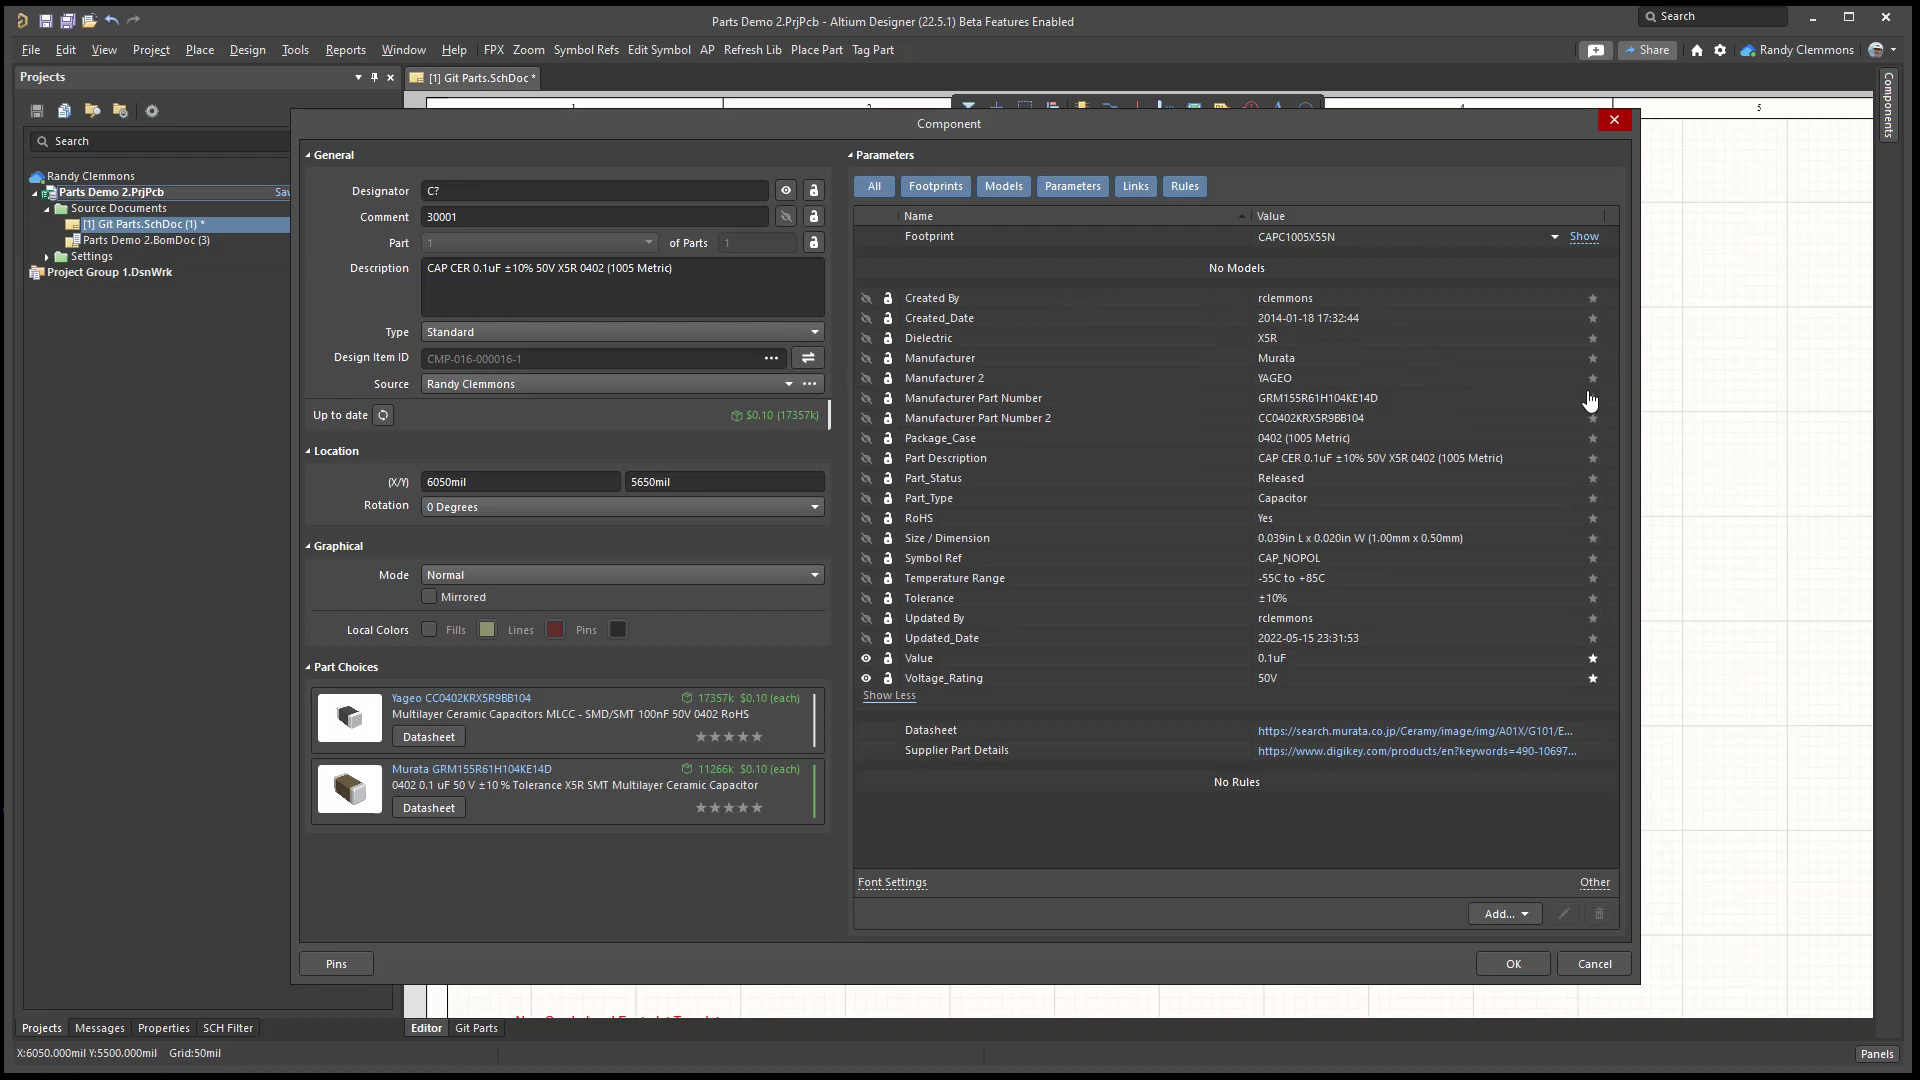 Parts Demo 2.PrjPcb - Altium Designer (22.5.1) Beta Features Enabled
Search
File Edit View Project Place Design Tools Reports Window Help FPX Zoom Symbol Refs Edit Symbol AP Refresh Lib Place Part Tag Part
Share
Randy Clemmons
Projects
[1] Git Parts.SchDoc *
Components
Search
Randy Clemmons
Parts Demo 2.PrjPcb
Sav
Source Documents
[1] Git Parts.SchDoc (1) *
Parts Demo 2.BomDoc (3)
Settings
Project Group 1.DsnWrk
2
4
5
Component
General
Designator C?
Comment 30001
Part 1 of Parts 1
Description CAP CER 0.1uF ±10% 50V X5R 0402 (1005 Metric)
Type Standard
Design Item ID CMP-016-000016-1
Source Randy Clemmons
Up to date
$0.10 (17357k)
Location
(X/Y) 6050mil 5650mil
Rotation 0 Degrees
Graphical
Mode Normal
Mirrored
Local Colors Fills Lines Pins
Part Choices
Yageo CC0402KRX5R9BB104 17357k $0.10 (each)
Multilayer Ceramic Capacitors MLCC - SMD/SMT 100nF 50V 0402 RoHS
Datasheet
Murata GRM155R61H104KE14D 11266k $0.10 (each)
0402 0.1 uF 50 V ±10 % Tolerance X5R SMT Multilayer Ceramic Capacitor
Datasheet
Pins
Parameters
All Footprints Models Parameters Links Rules
Name Value
Footprint CAPC1005X55N Show
No Models
Created By rclemmons
Created_Date 2014-01-18 17:32:44
Dielectric X5R
Manufacturer Murata
Manufacturer 2 YAGEO
Manufacturer Part Number GRM155R61H104KE14D
Manufacturer Part Number 2 CC0402KRX5R9BB104
Package_Case 0402 (1005 Metric)
Part Description CAP CER 0.1uF ±10% 50V X5R 0402 (1005 Metric)
Part_Status Released
Part_Type Capacitor
RoHS Yes
Size / Dimension 0.039in L x 0.020in W (1.00mm x 0.50mm)
Symbol Ref CAP_NOPOL
Temperature Range -55C to +85C
Tolerance ±10%
Updated By rclemmons
Updated_Date 2022-05-15 23:31:53
Value 0.1uF
Voltage_Rating 50V
Show Less
Datasheet https://search.murata.co.jp/Ceramy/image/img/A01X/G101/E...
Supplier Part Details https://www.digikey.com/products/en?keywords=490-10697...
No Rules
Font Settings Other
Add...
OK Cancel
Projects Messages Properties SCH Filter
Editor Git Parts
X:6050.000mil Y:5500.000mil Grid:50mil
Panels